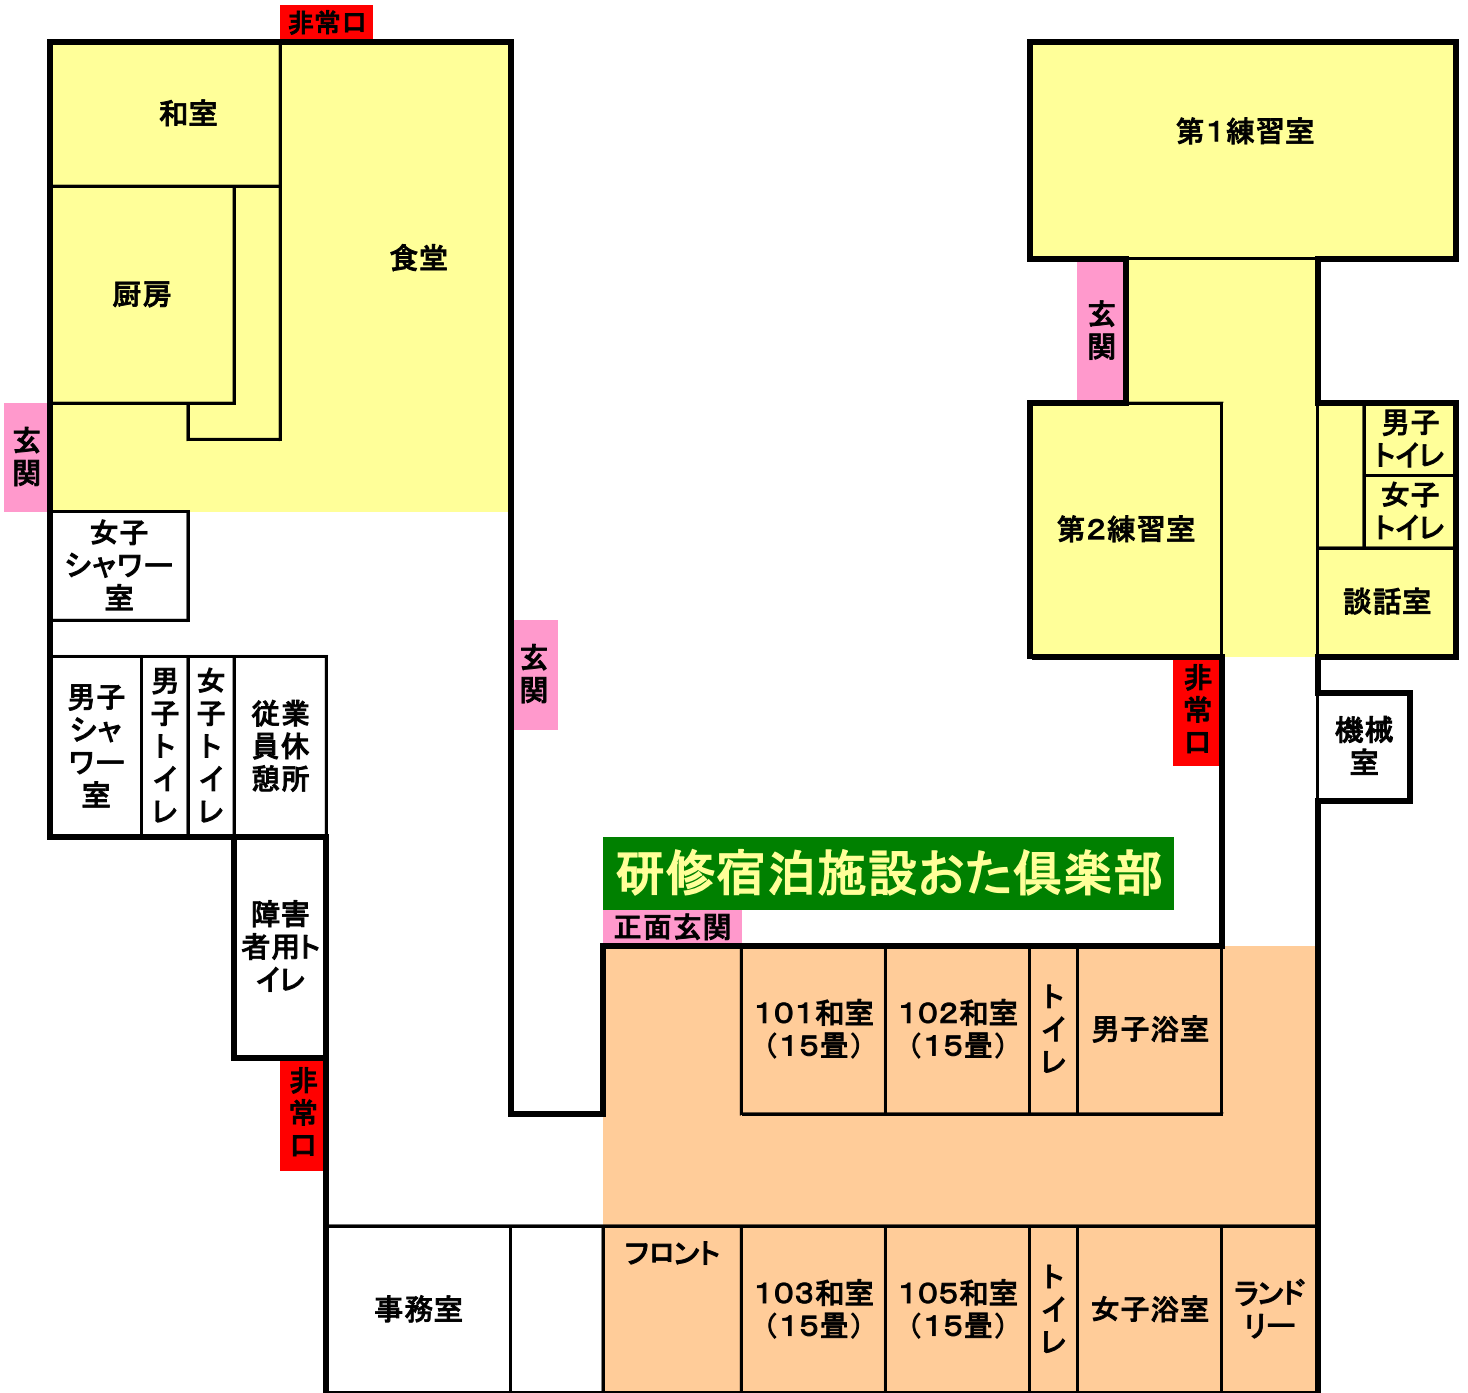 非常口
和室
第１練習室
食堂
厨房
玄
関
玄
関
男子
トイレ
女子
トイレ
女子
シャワー
室
第２練習室
談話室
玄
関
男子
シャ
ワー
室
男
子
ト
イ
レ
女
子
ト
イ
レ
従業
員休
憩所
非
常
口
機械
室
研修宿泊施設おた倶楽部
正面玄関
障害
者用ト
イレ
101和室
（15畳）
102和室
（15畳）
ト
イ
レ
男子浴室
非
常
口
事務室
フロント
103和室
（15畳）
105和室
（15畳）
ト
イ
レ
女子浴室
ランド
リー